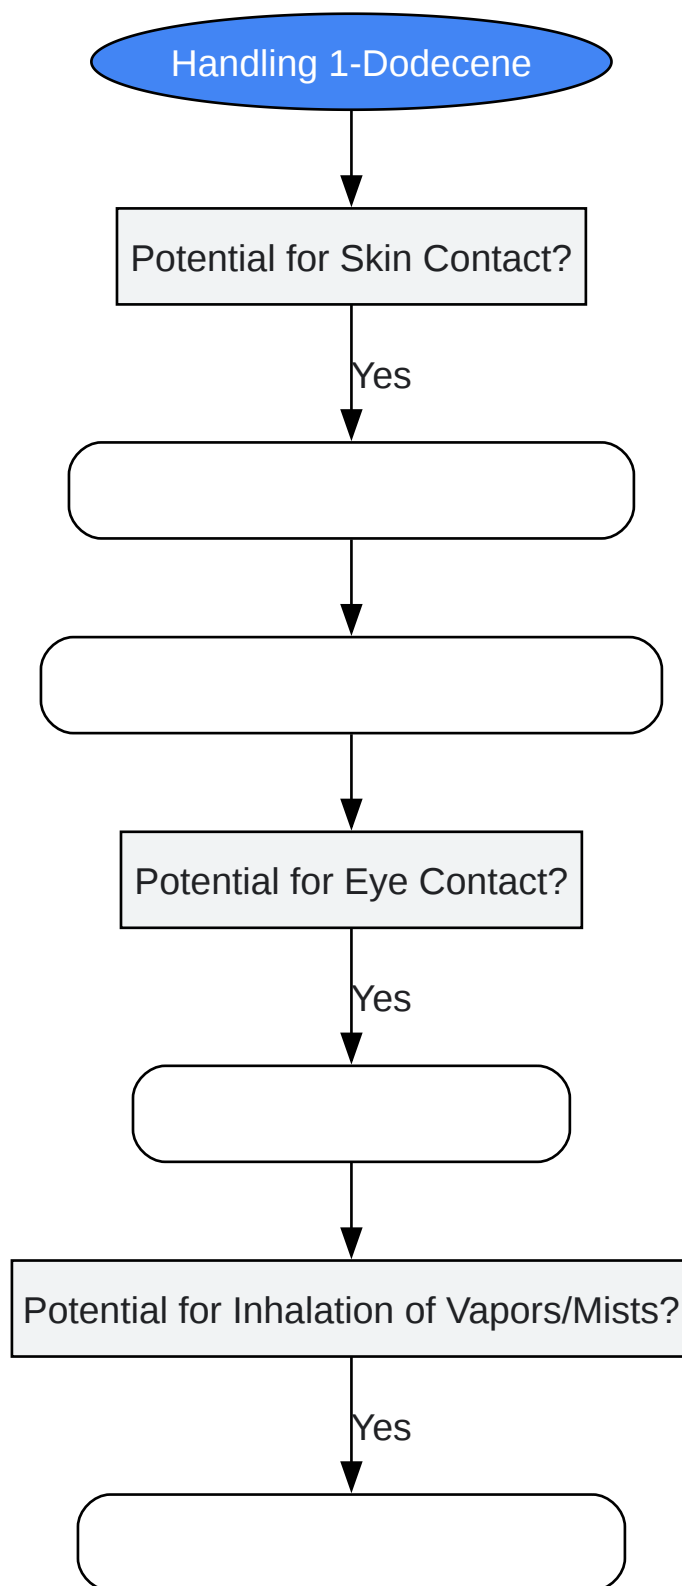 Handling 1-Dodecene
Potential for Skin Contact?
Yes
Potential for Eye Contact?
Yes
Potential for Inhalation of Vapors/Mists?
Yes